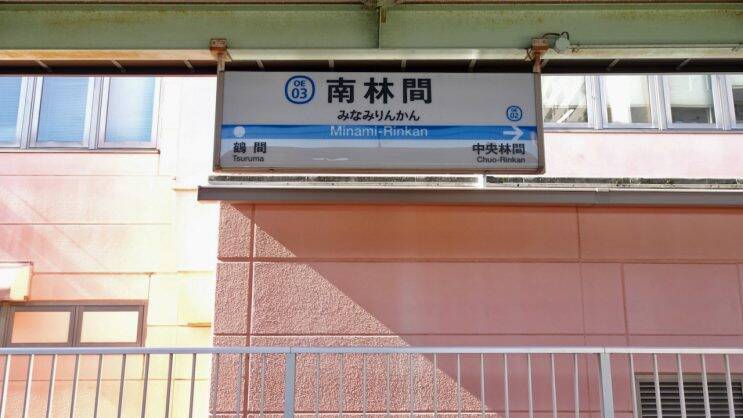 OE
03
南林間
みなみりんかん
Minami-Rinkan
鶴間
Tsuruma
OE
02
中央林間
Chuo-Rinkan